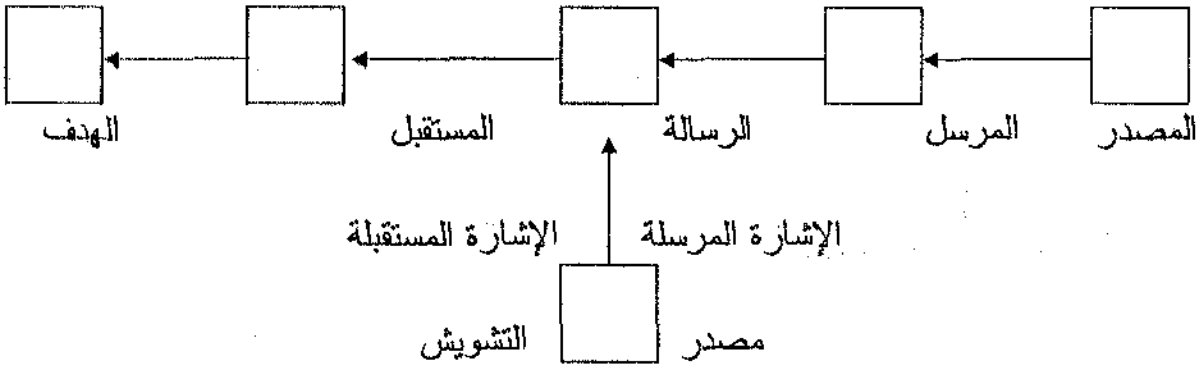 المصدر المرسل الرسالة المستقبل الهدف
الإشارة المرسلة الإشارة المستقبلة
مصدر التشويش